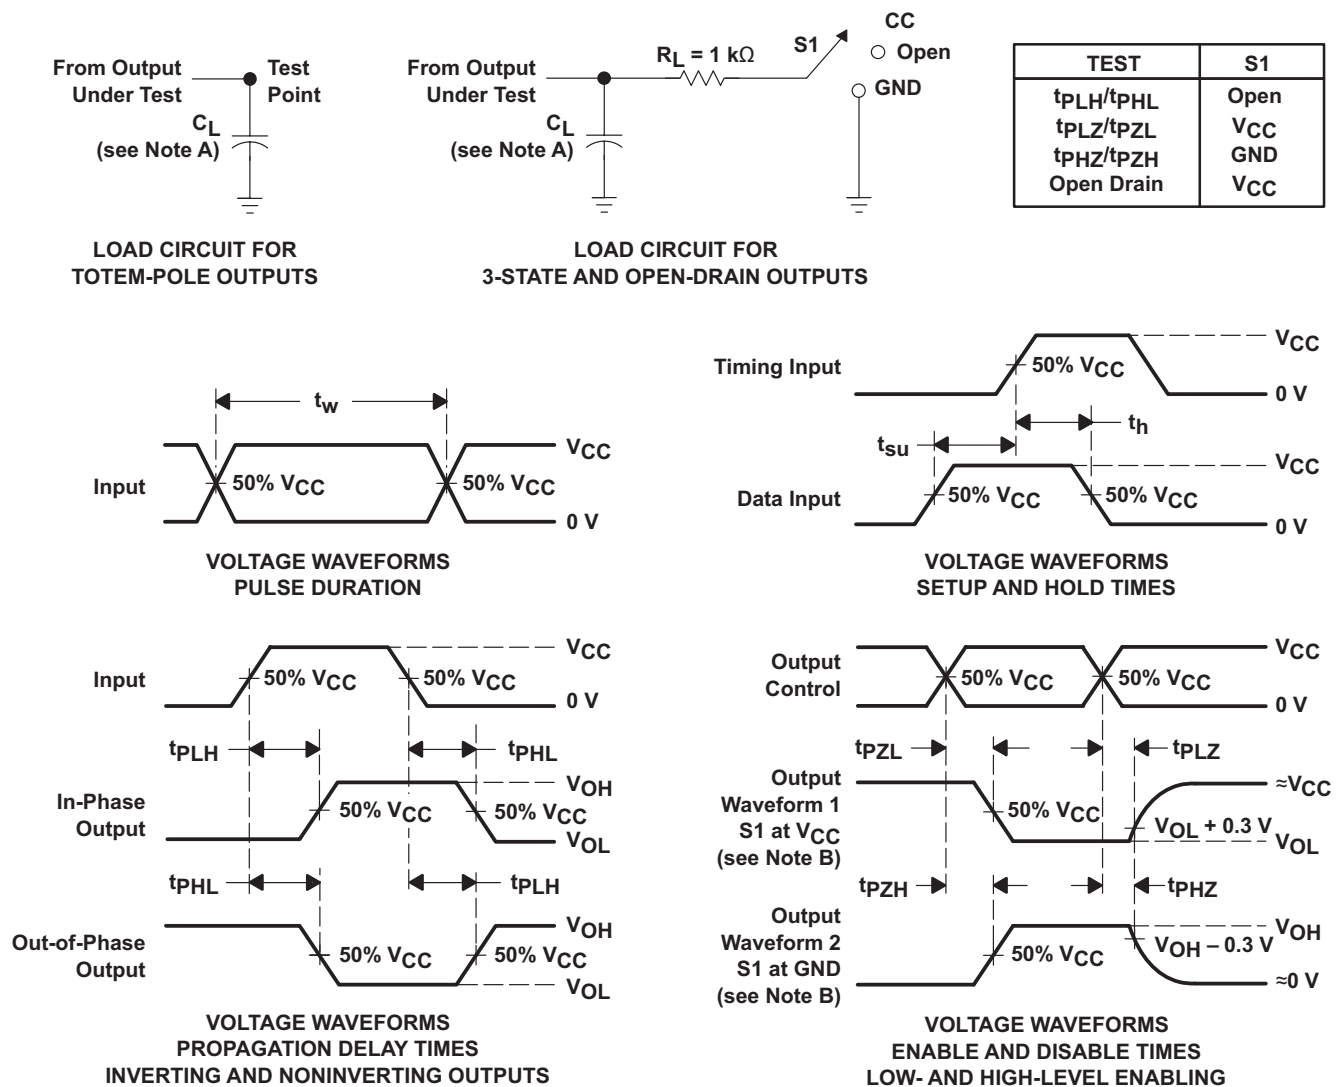 From Output
Under Test
Test
Point
CL
(see Note A)
LOAD CIRCUIT FOR
TOTEM-POLE OUTPUTS
From Output
Under Test
CL
(see Note A)
RL = 1 kΩ
S1
CC
Open
GND
LOAD CIRCUIT FOR
3-STATE AND OPEN-DRAIN OUTPUTS
TEST S1
tPLH/tPHL Open
tPLZ/tPZL VCC
tPHZ/tPZH GND
Open Drain VCC
tw
Input
50% VCC
50% VCC
VCC
0 V
VOLTAGE WAVEFORMS
PULSE DURATION
Timing Input
50% VCC
VCC
0 V
th
tsu
Data Input
50% VCC
50% VCC
VCC
0 V
VOLTAGE WAVEFORMS
SETUP AND HOLD TIMES
Input
50% VCC
50% VCC
VCC
0 V
tPLH
tPHL
In-Phase
Output
50% VCC
50% VCC
VOH
VOL
tPHL
tPLH
Out-of-Phase
Output
50% VCC
50% VCC
VOH
VOL
VOLTAGE WAVEFORMS
PROPAGATION DELAY TIMES
INVERTING AND NONINVERTING OUTPUTS
Output
Control
50% VCC
50% VCC
VCC
0 V
tPZL
tPLZ
Output
Waveform 1
S1 at VCC
(see Note B)
50% VCC
≈VCC
VOL + 0.3 V
VOL
tPZH
tPHZ
Output
Waveform 2
S1 at GND
(see Note B)
50% VCC
VOH
VOH – 0.3 V
≈0 V
VOLTAGE WAVEFORMS
ENABLE AND DISABLE TIMES
LOW- AND HIGH-LEVEL ENABLING